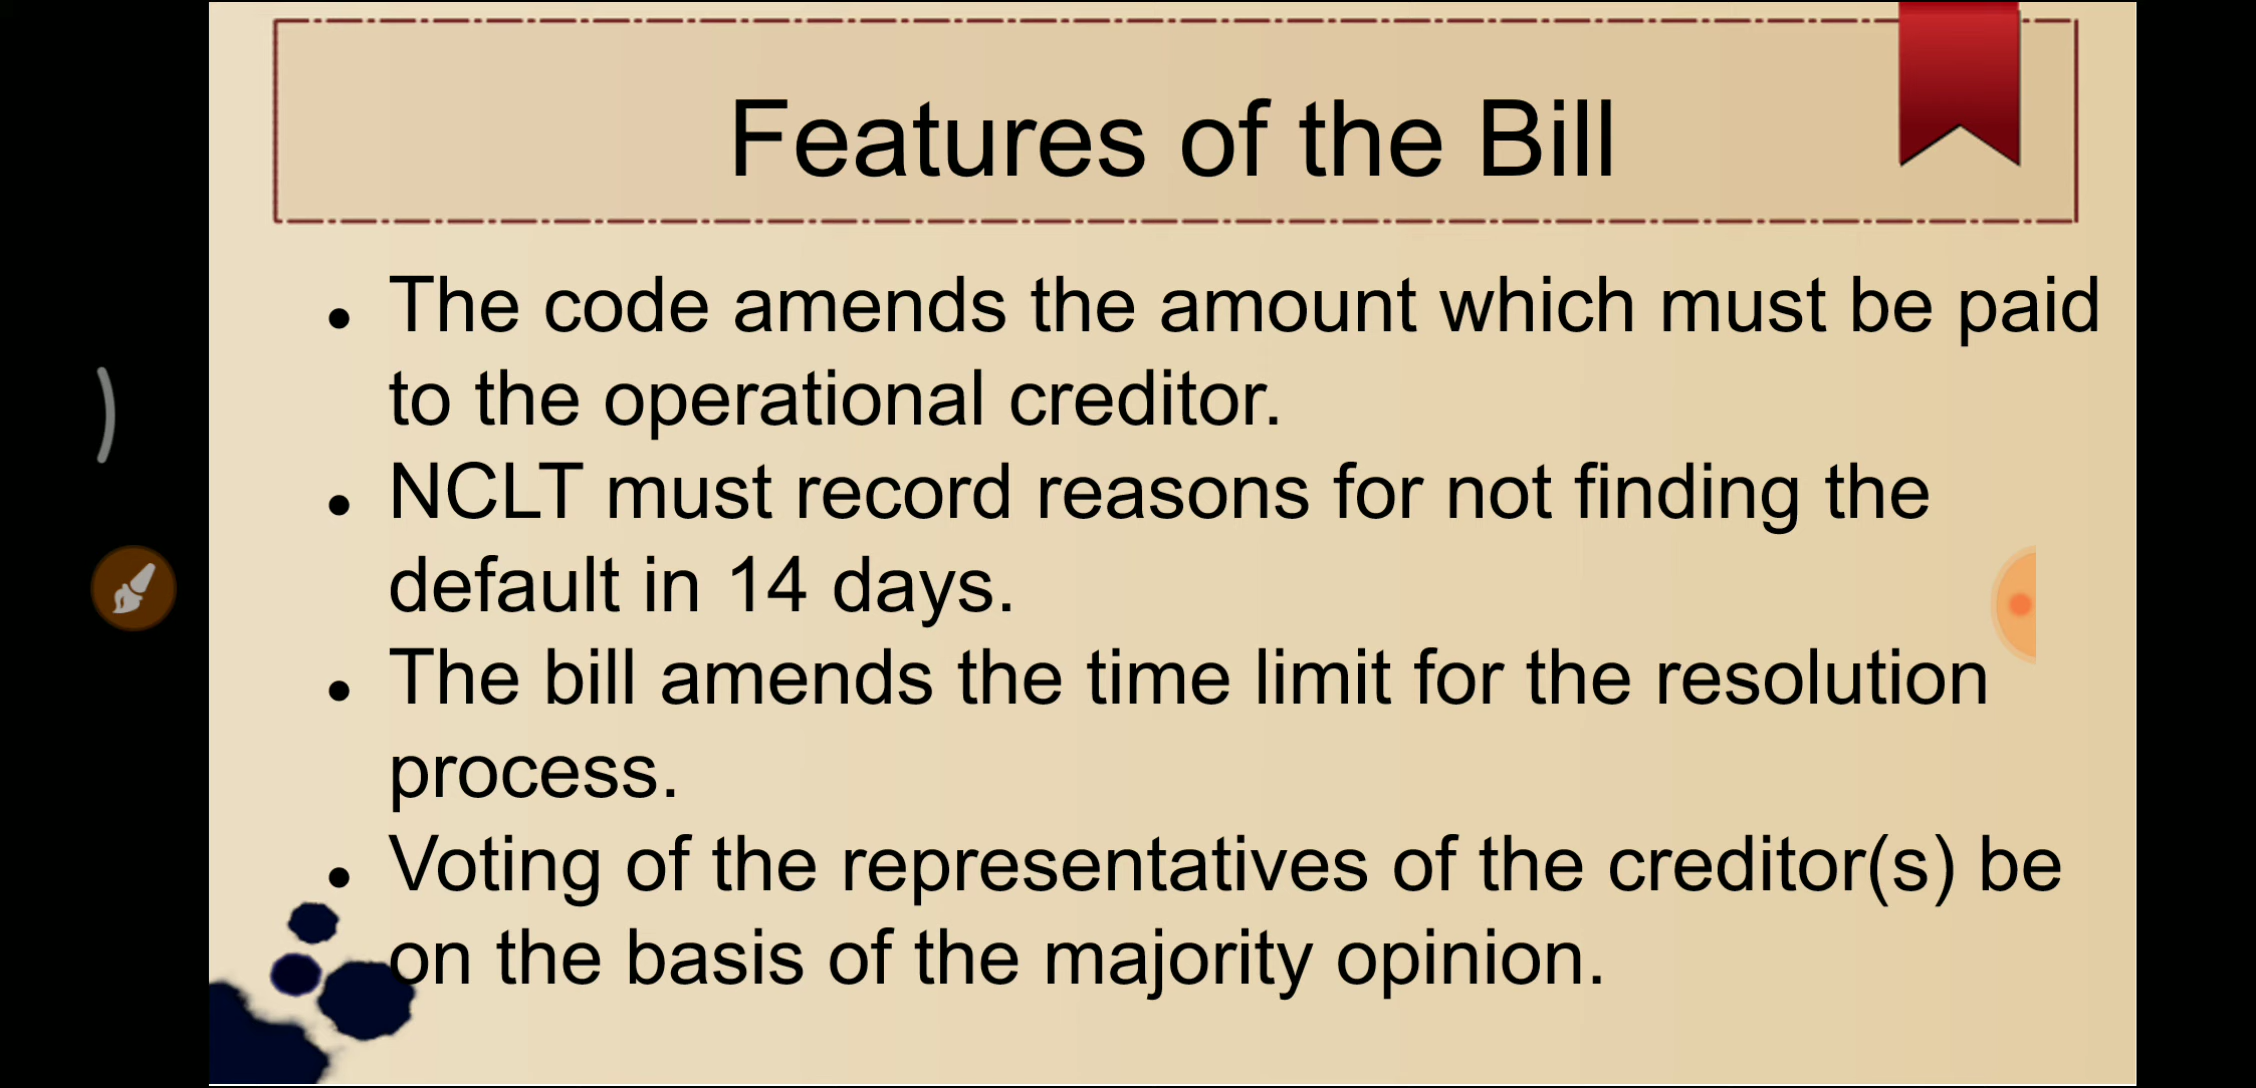 Features of the Bill
• The code amends the amount which must be paid
to the operational creditor.
• NCLT must record reasons for not finding the
default in 14 days.
• The bill amends the time limit for the resolution
process.
• Voting of the representatives of the creditor(s) be
on the basis of the majority opinion.